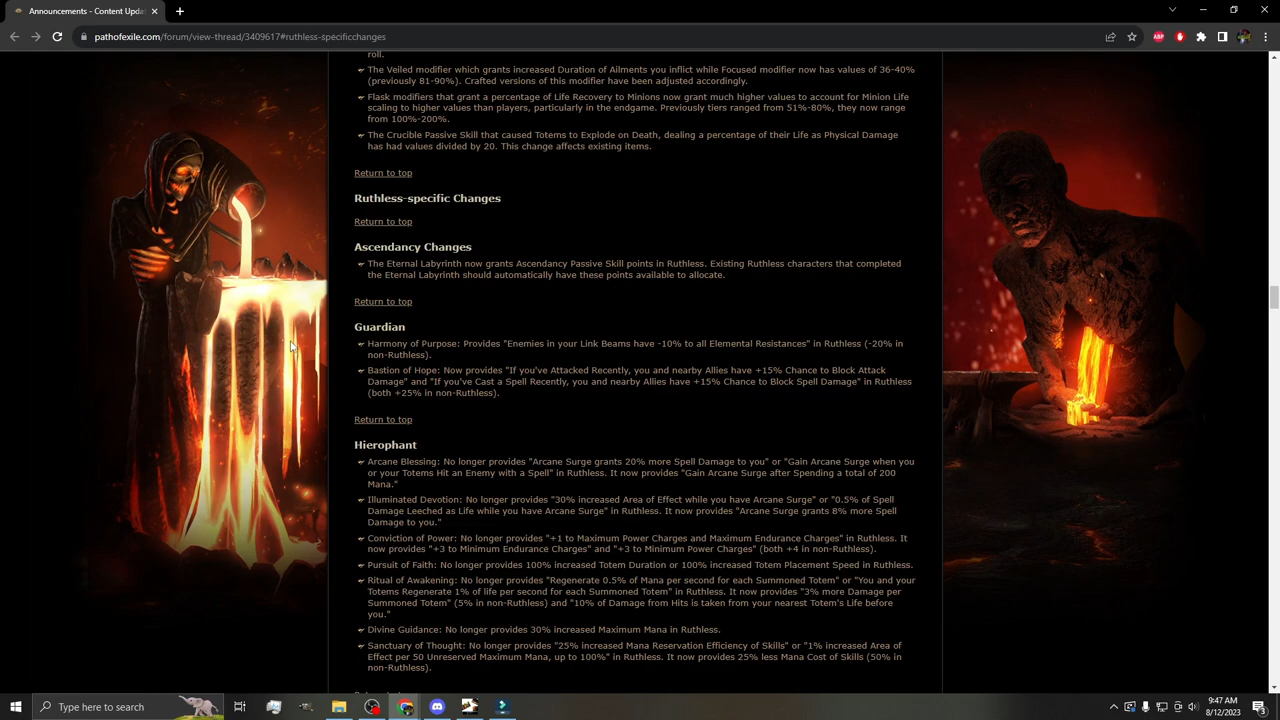 Announcements - Content Upda
pathofexile.com/forum/view-thread/3409617#ruthless-specificchanges
ABP
roll.
The Veiled modifier which grants increased Duration of Ailments you inflict while Focused modifier now has values of 36-40%
(previously 81-90%). Crafted versions of this modifier have been adjusted accordingly.
Flask modifiers that grant a percentage of Life Recovery to Minions now grant much higher values to account for Minion Life
scaling to higher values than players, particularly in the endgame. Previously tiers ranged from 51%-80%, they now range
from 100%-200%.
The Crucible Passive Skill that caused Totems to Explode on Death, dealing a percentage of their Life as Physical Damage
has had values divided by 20. This change affects existing items.
Return to top
Ruthless-specific Changes
Return to top
Ascendancy Changes
The Eternal Labyrinth now grants Ascendancy Passive Skill points in Ruthless. Existing Ruthless characters that completed
the Eternal Labyrinth should automatically have these points available to allocate.
Return to top
Guardian
Harmony of Purpose: Provides "Enemies in your Link Beams have -10% to all Elemental Resistances" in Ruthless (-20% in
non-Ruthless).
Bastion of Hope: Now provides "If you've Attacked Recently, you and nearby Allies have +15% Chance to Block Attack
Damage" and "If you've Cast a Spell Recently, you and nearby Allies have +15% Chance to Block Spell Damage" in Ruthless
(both +25% in non-Ruthless).
Return to top
Hierophant
Arcane Blessing: No longer provides "Arcane Surge grants 20% more Spell Damage to you" or "Gain Arcane Surge when you
or your Totems Hit an Enemy with a Spell" in Ruthless. It now provides "Gain Arcane Surge after Spending a total of 200
Mana."
Illuminated Devotion: No longer provides "30% increased Area of Effect while you have Arcane Surge" or "0.5% of Spell
Damage Leeched as Life while you have Arcane Surge" in Ruthless. It now provides "Arcane Surge grants 8% more Spell
Damage to you."
Conviction of Power: No longer provides "+1 to Maximum Power Charges and Maximum Endurance Charges" in Ruthless. It
now provides "+3 to Minimum Endurance Charges" and "+3 to Minimum Power Charges" (both +4 in non-Ruthless).
Pursuit of Faith: No longer provides 100% increased Totem Duration or 100% increased Totem Placement Speed in Ruthless.
Ritual of Awakening: No longer provides "Regenerate 0.5% of Mana per second for each Summoned Totem" or "You and your
Totems Regenerate 1% of life per second for each Summoned Totem" in Ruthless. It now provides "3% more Damage per
Summoned Totem" (5% in non-Ruthless) and "10% of Damage from Hits is taken from your nearest Totem's Life before
you."
Divine Guidance: No longer provides 30% increased Maximum Mana in Ruthless.
Sanctuary of Thought: No longer provides "25% increased Mana Reservation Efficiency of Skills" or "1% increased Area of
Effect per 50 Unreserved Maximum Mana, up to 100%" in Ruthless. It now provides 25% less Mana Cost of Skills (50% in
non-Ruthless).
Type here to search
9:47 AM
8/12/2023